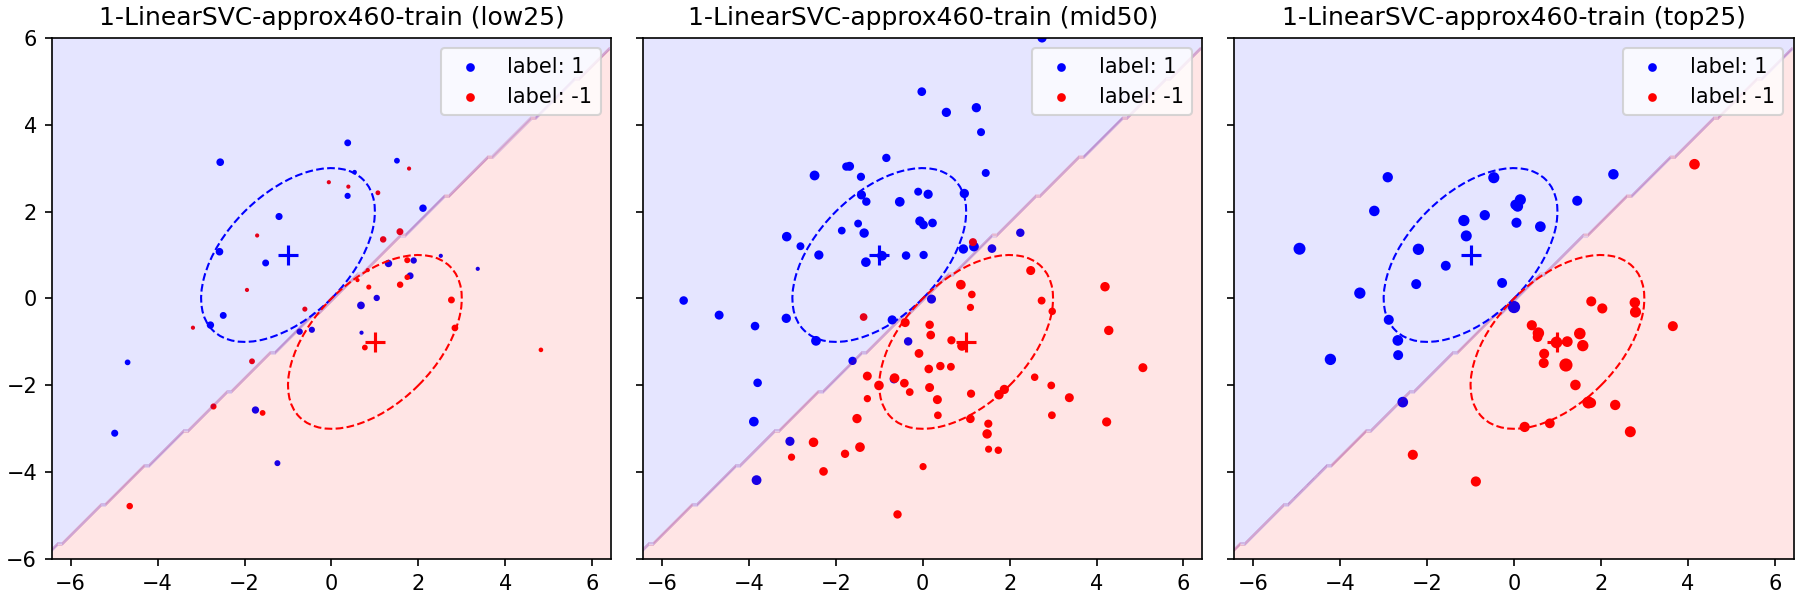 1-LinearSVC-approx460-train (low25)
1-LinearSVC-approx460-train (mid50)
1-LinearSVC-approx460-train (top25)
label: 1
label: -1
label: 1
label: -1
label: 1
label: -1
6
4
2
0
−2
−4
−6
−6 −4 −2 0 2 4 6
−6 −4 −2 0 2 4 6
−6 −4 −2 0 2 4 6